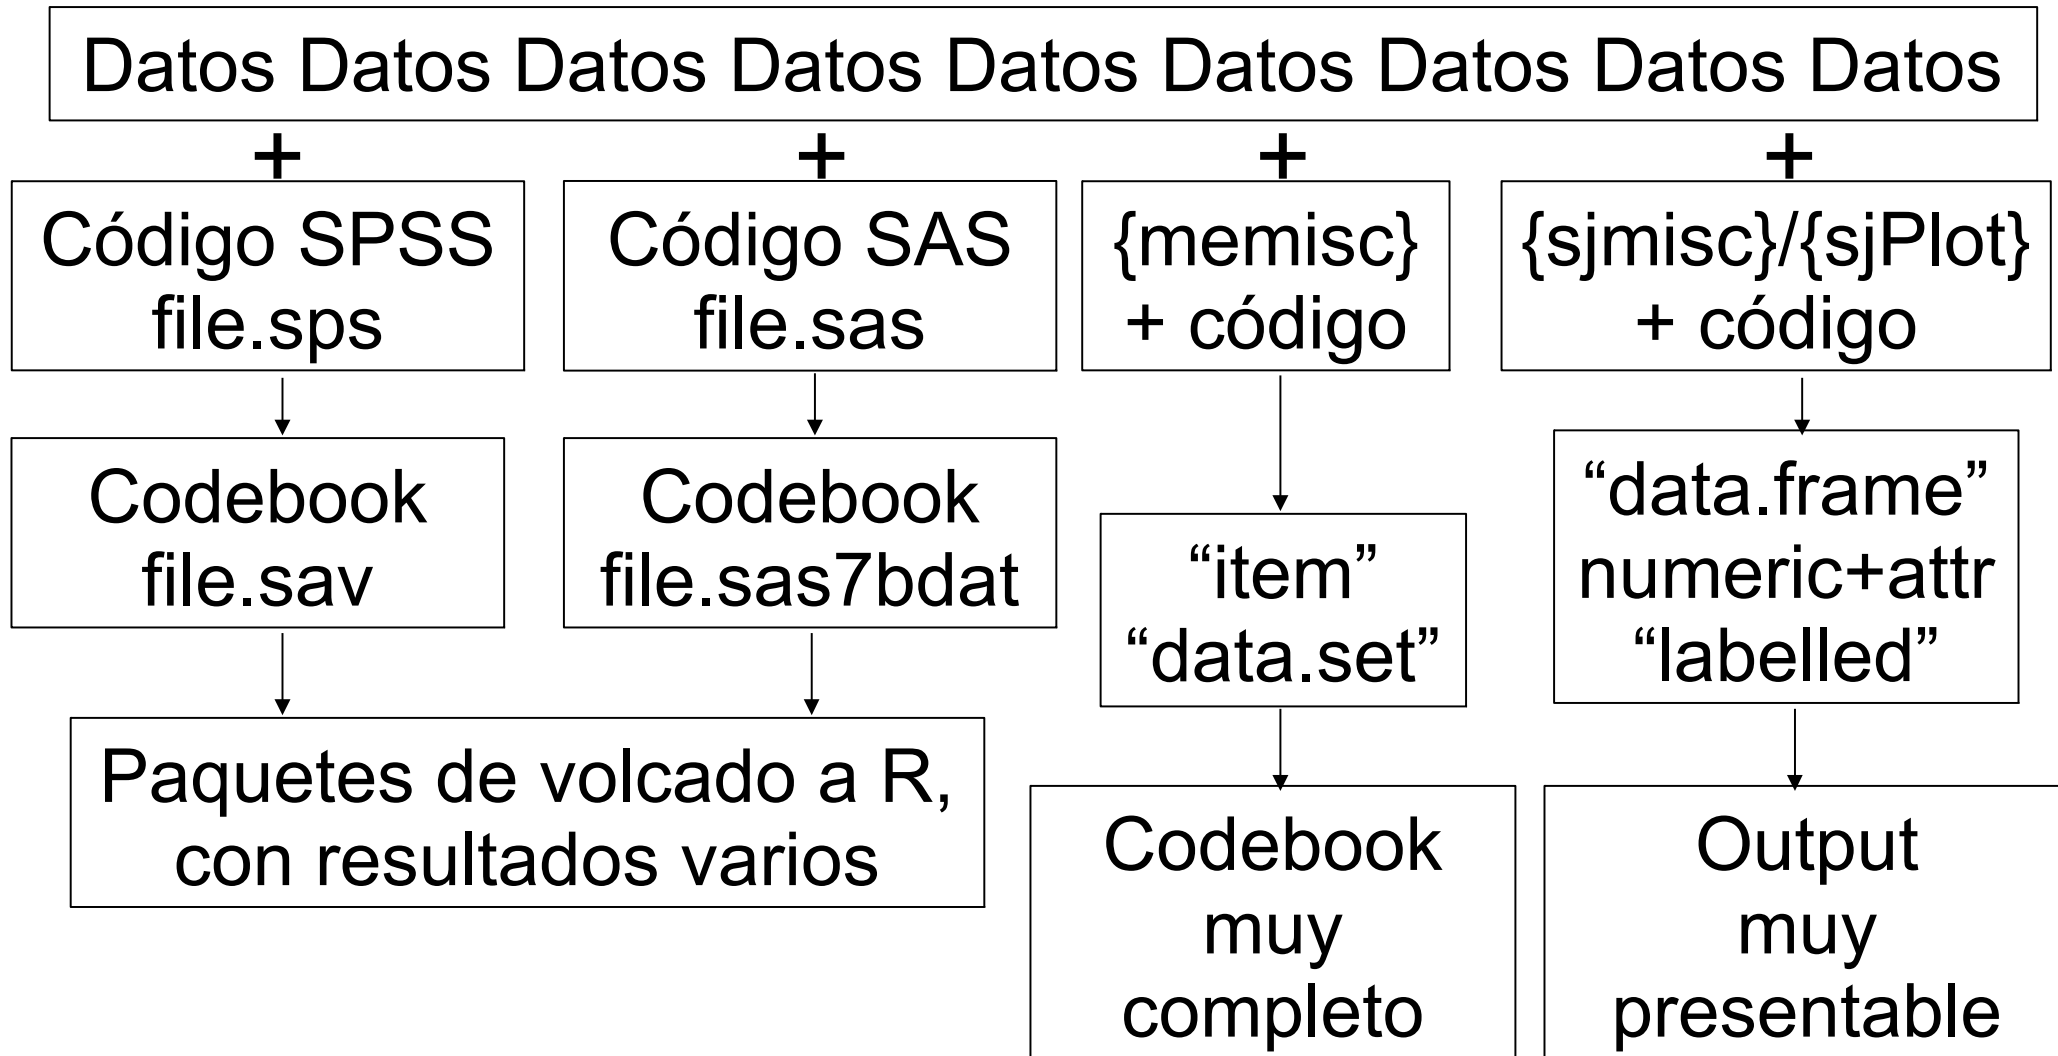 Datos Datos Datos Datos Datos Datos Datos Datos Datos
+ + + +
Código SPSS
file.sps
Código SAS
file.sas
{memisc}
+ código
{sjmisc}/{sjPlot}
+ código
Codebook
file.sav
Codebook
file.sas7bdat
“item”
“data.set”
“data.frame”
numeric+attr
“labelled”
Paquetes de volcado a R,
con resultados varios
Codebook
muy
completo
Output
muy
presentable